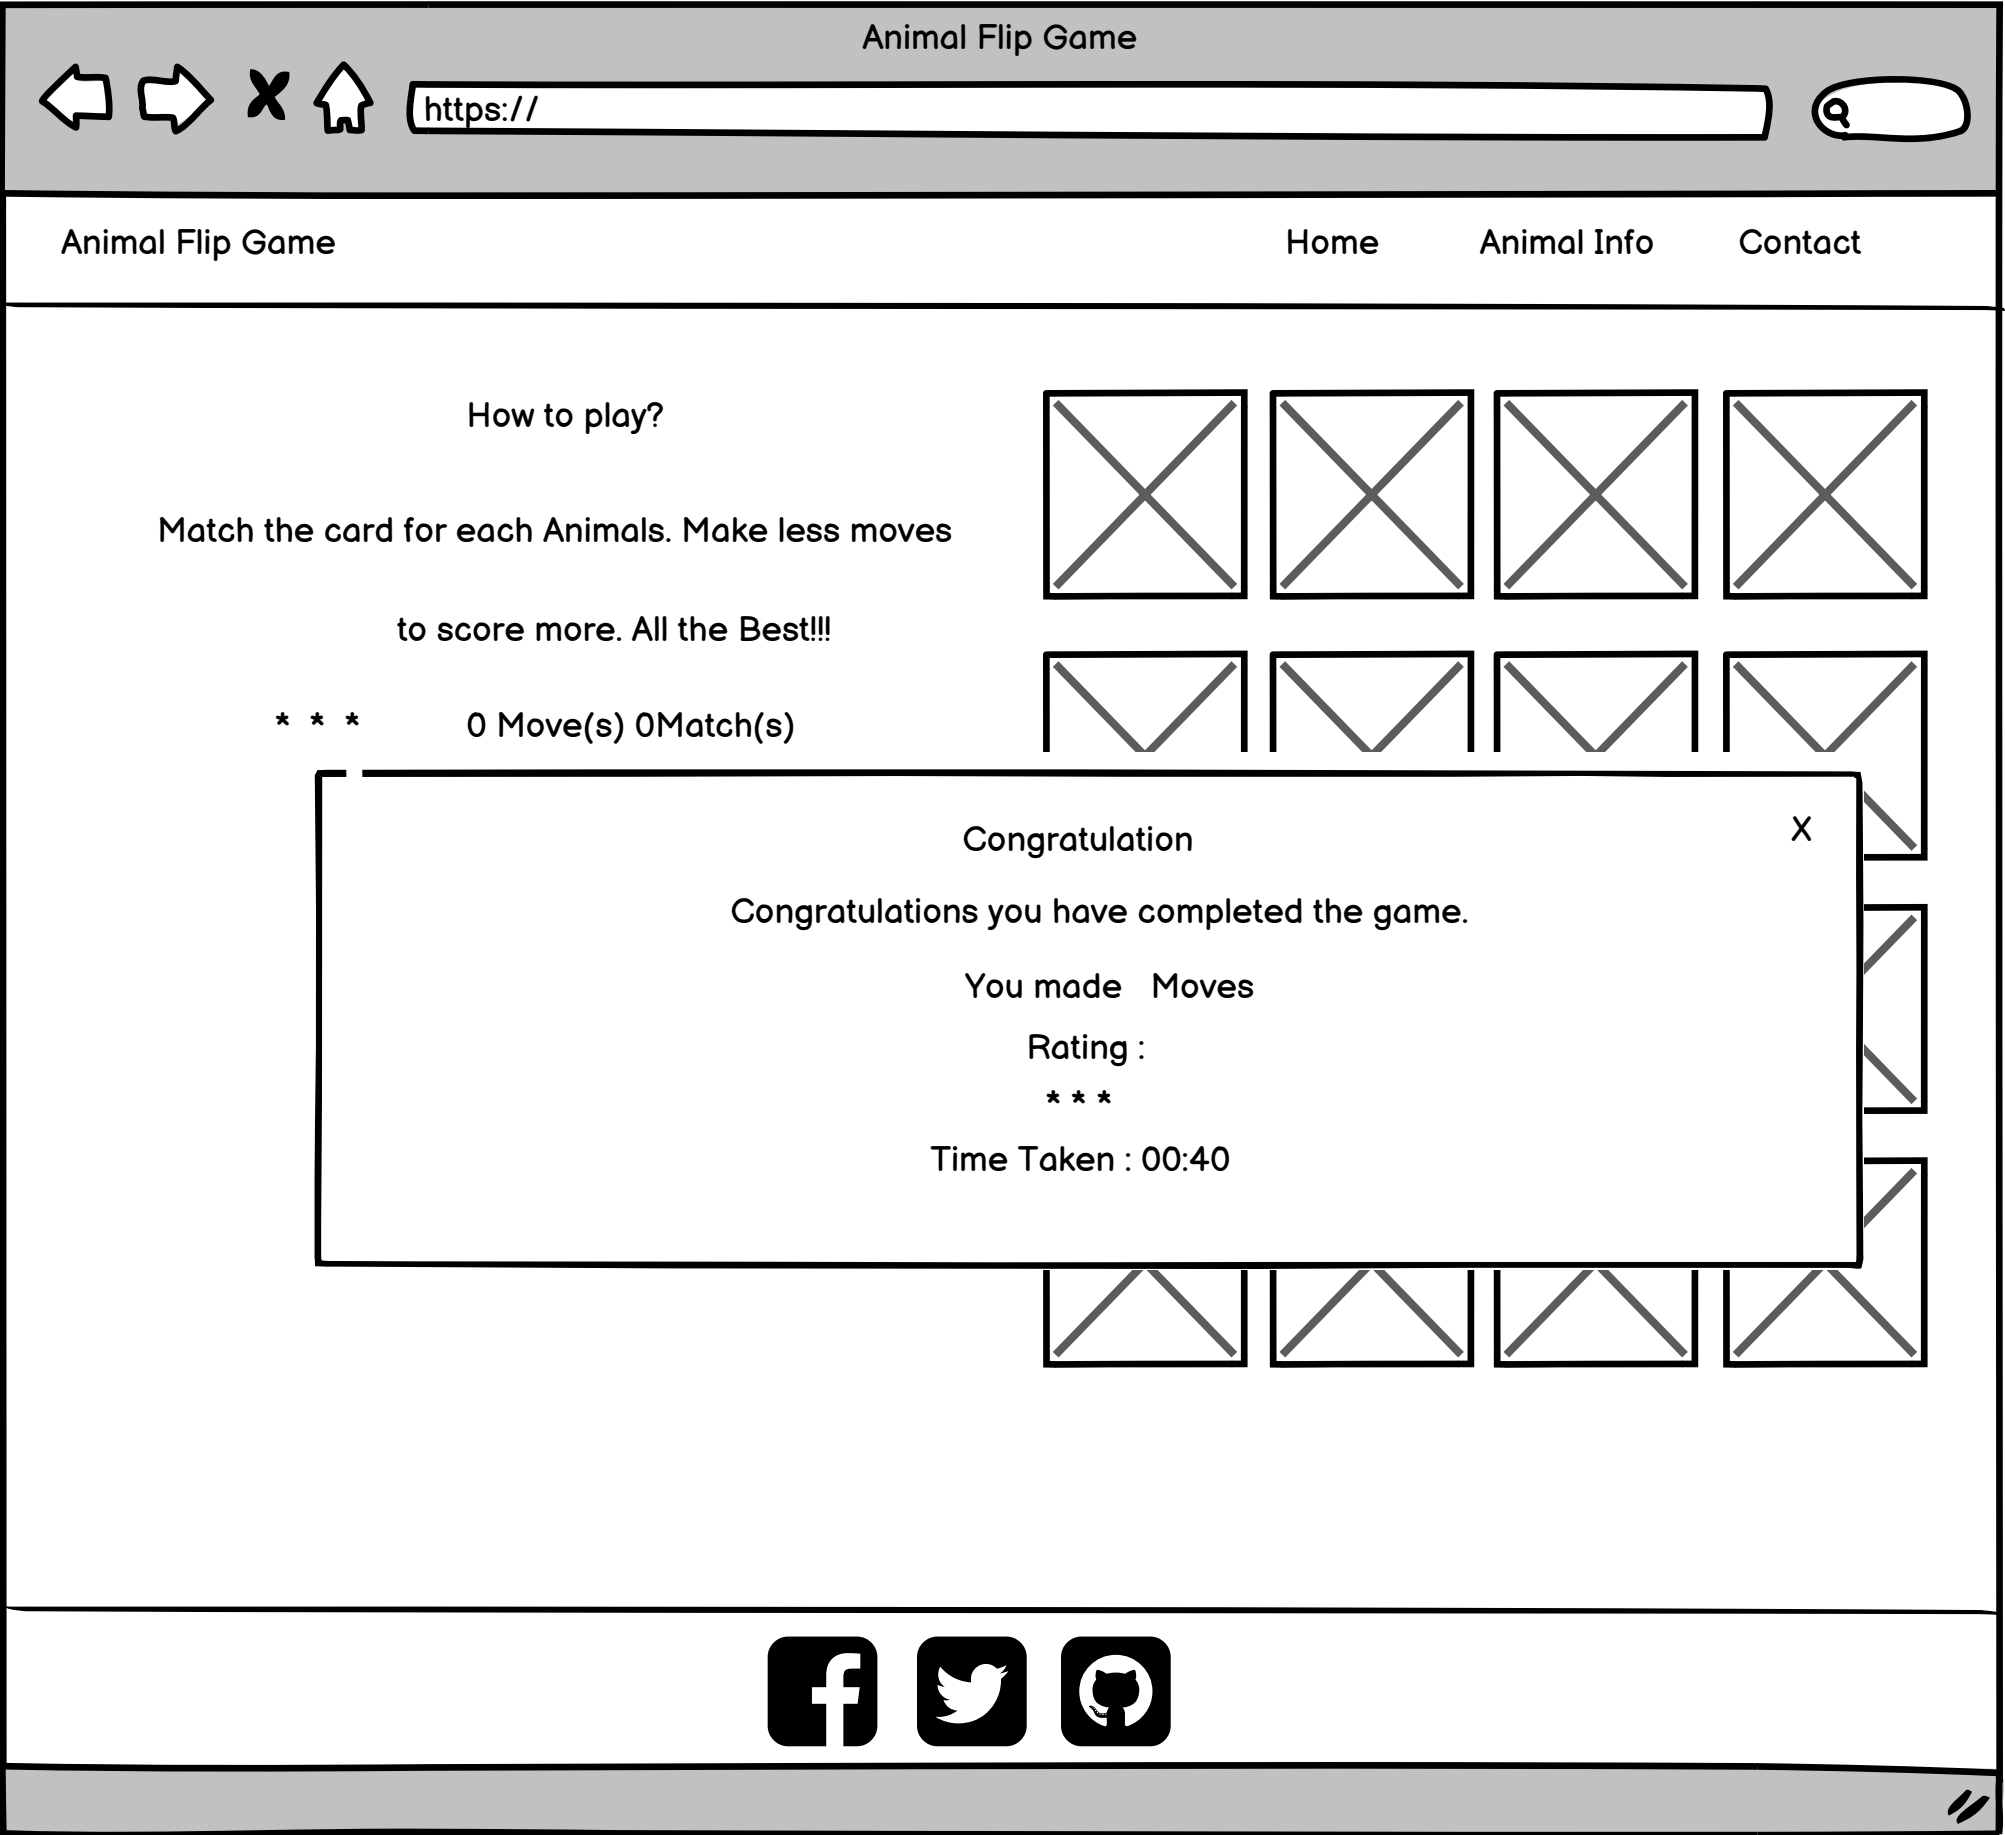 Animal Flip Game
https://
Animal Flip Game Home Animal Info Contact
How to play?
Match the card for each Animals. Make less moves
to score more. All the Best!!!
* * * 0 Move(s) 0Match(s)
X
Congratulation
Congratulations you have completed the game.
You made Moves
Rating :
* * *
Time Taken : 00:40